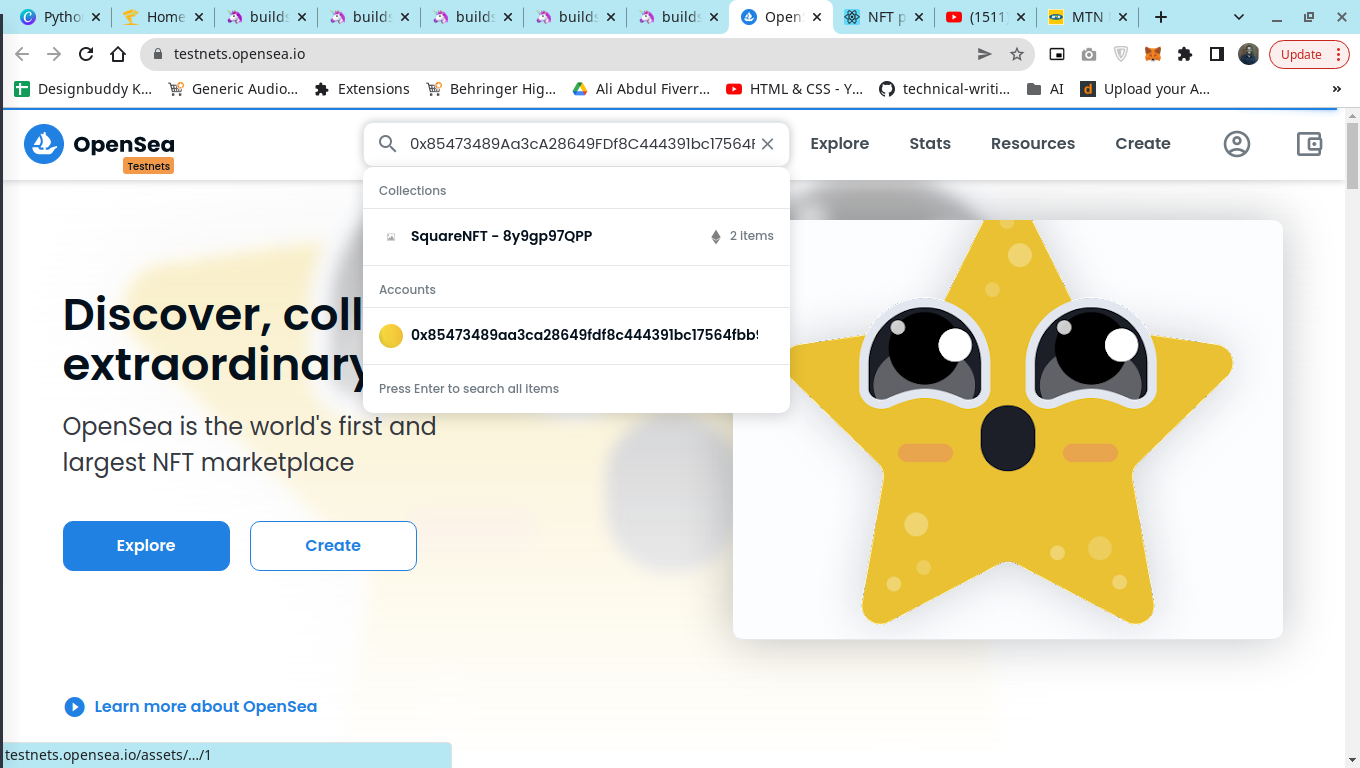 Pytho
Home
builds
builds
builds
builds
builds
Open
NFT p
(1511)
MTN
testnets.opensea.io
Update
Designbuddy K...
Generic Audio...
Extensions
Behringer Hig...
Ali Abdul Fiverr...
HTML & CSS - Y...
technical-writi...
AI
Upload your A...
»
OpenSea
Testnets
0x85473489Aa3cA28649FDf8C444391bc17564F
Explore
Stats
Resources
Create
Collections
SquareNFT - 8y9gp97QPP
2 items
Accounts
0x85473489aa3ca28649fdf8c444391bc17564fbb9
Press Enter to search all items
Discover, coll
extraordinary
OpenSea is the world's first and
largest NFT marketplace
Explore
Create
Learn more about OpenSea
testnets.opensea.io/assets/.../1